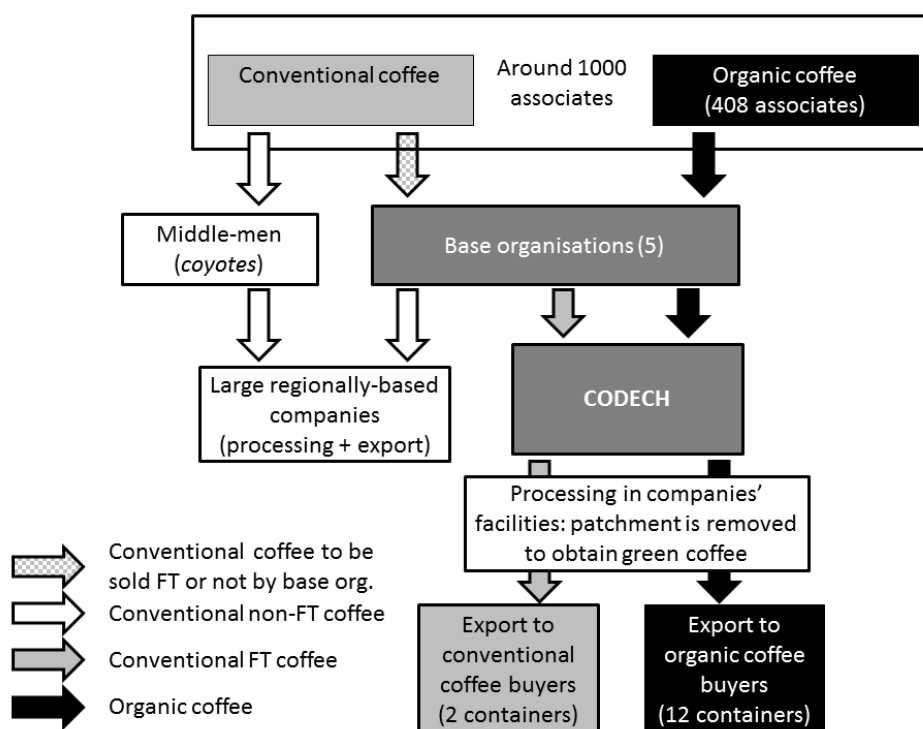 Conventional coffee
Around 1000
associates
Organic coffee
(408 associates)
Middle-men
(coyotes)
Base organisations (5)
Large regionally-based
companies
(processing + export)
CODECH
Processing in companies’
facilities: patchment is removed
to obtain green coffee
Conventional coffee to be
sold FT or not by base org.
Conventional non-FT coffee
Conventional FT coffee
Organic coffee
Export to
conventional
coffee buyers
(2 containers)
Export to
organic coffee
buyers
(12 containers)